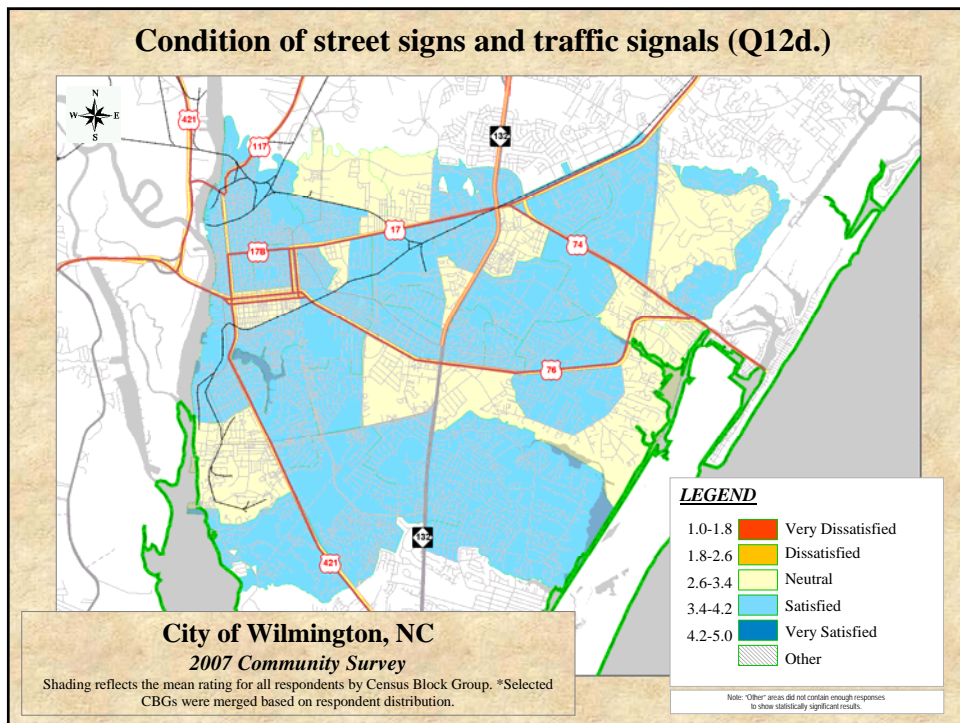 Condition of street signs and traffic signals (Q12d.)
N
W E
S
421
117
132
17
17B
74
76
132
421
LEGEND
1.0-1.8 Very Dissatisfied
1.8-2.6 Dissatisfied
2.6-3.4 Neutral
3.4-4.2 Satisfied
4.2-5.0 Very Satisfied
Other
City of Wilmington, NC
2007 Community Survey
Shading reflects the mean rating for all respondents by Census Block Group. *Selected
CBGs were merged based on respondent distribution.
Note: "Other" areas did not contain enough responses
to show statistically significant results.